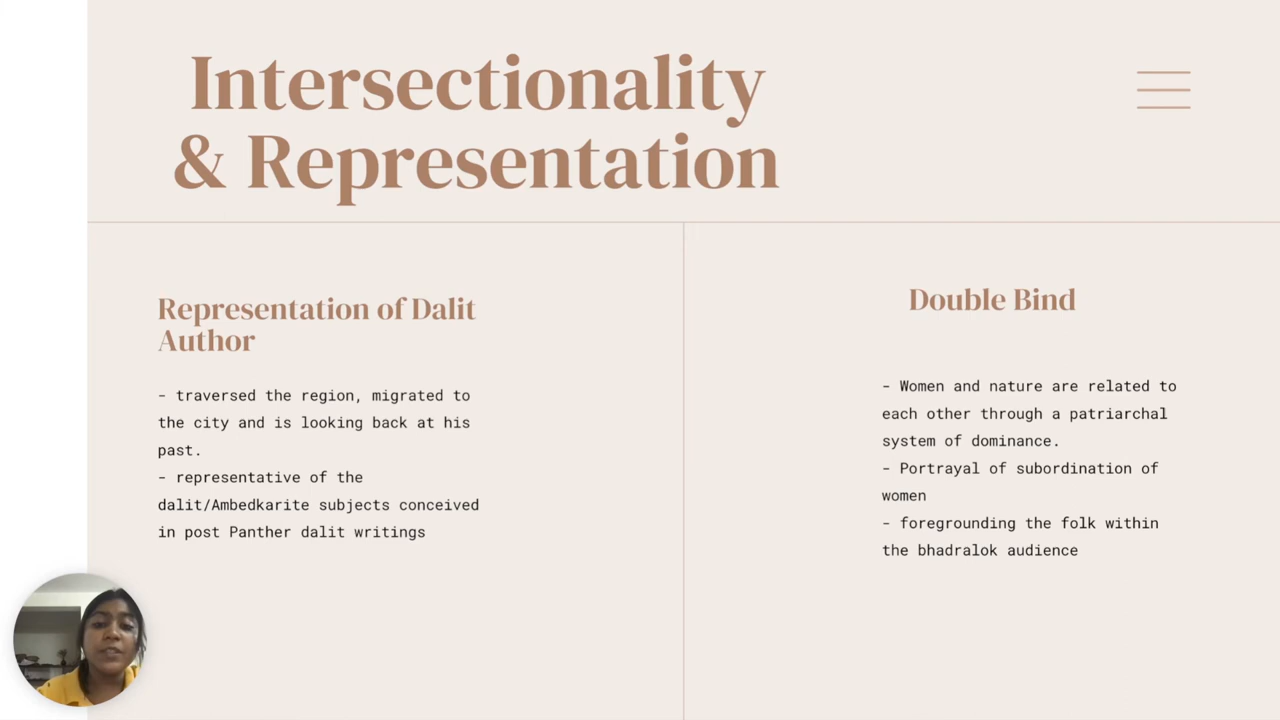 Intersectionality
& Representation
Representation of Dalit
Author
- traversed the region, migrated to
the city and is looking back at his
past.
- representative of the
dalit/Ambedkarite subjects conceived
in post Panther dalit writings
Double Bind
- Women and nature are related to
each other through a patriarchal
system of dominance.
- Portrayal of subordination of
women
- foregrounding the folk within
the bhadralok audience